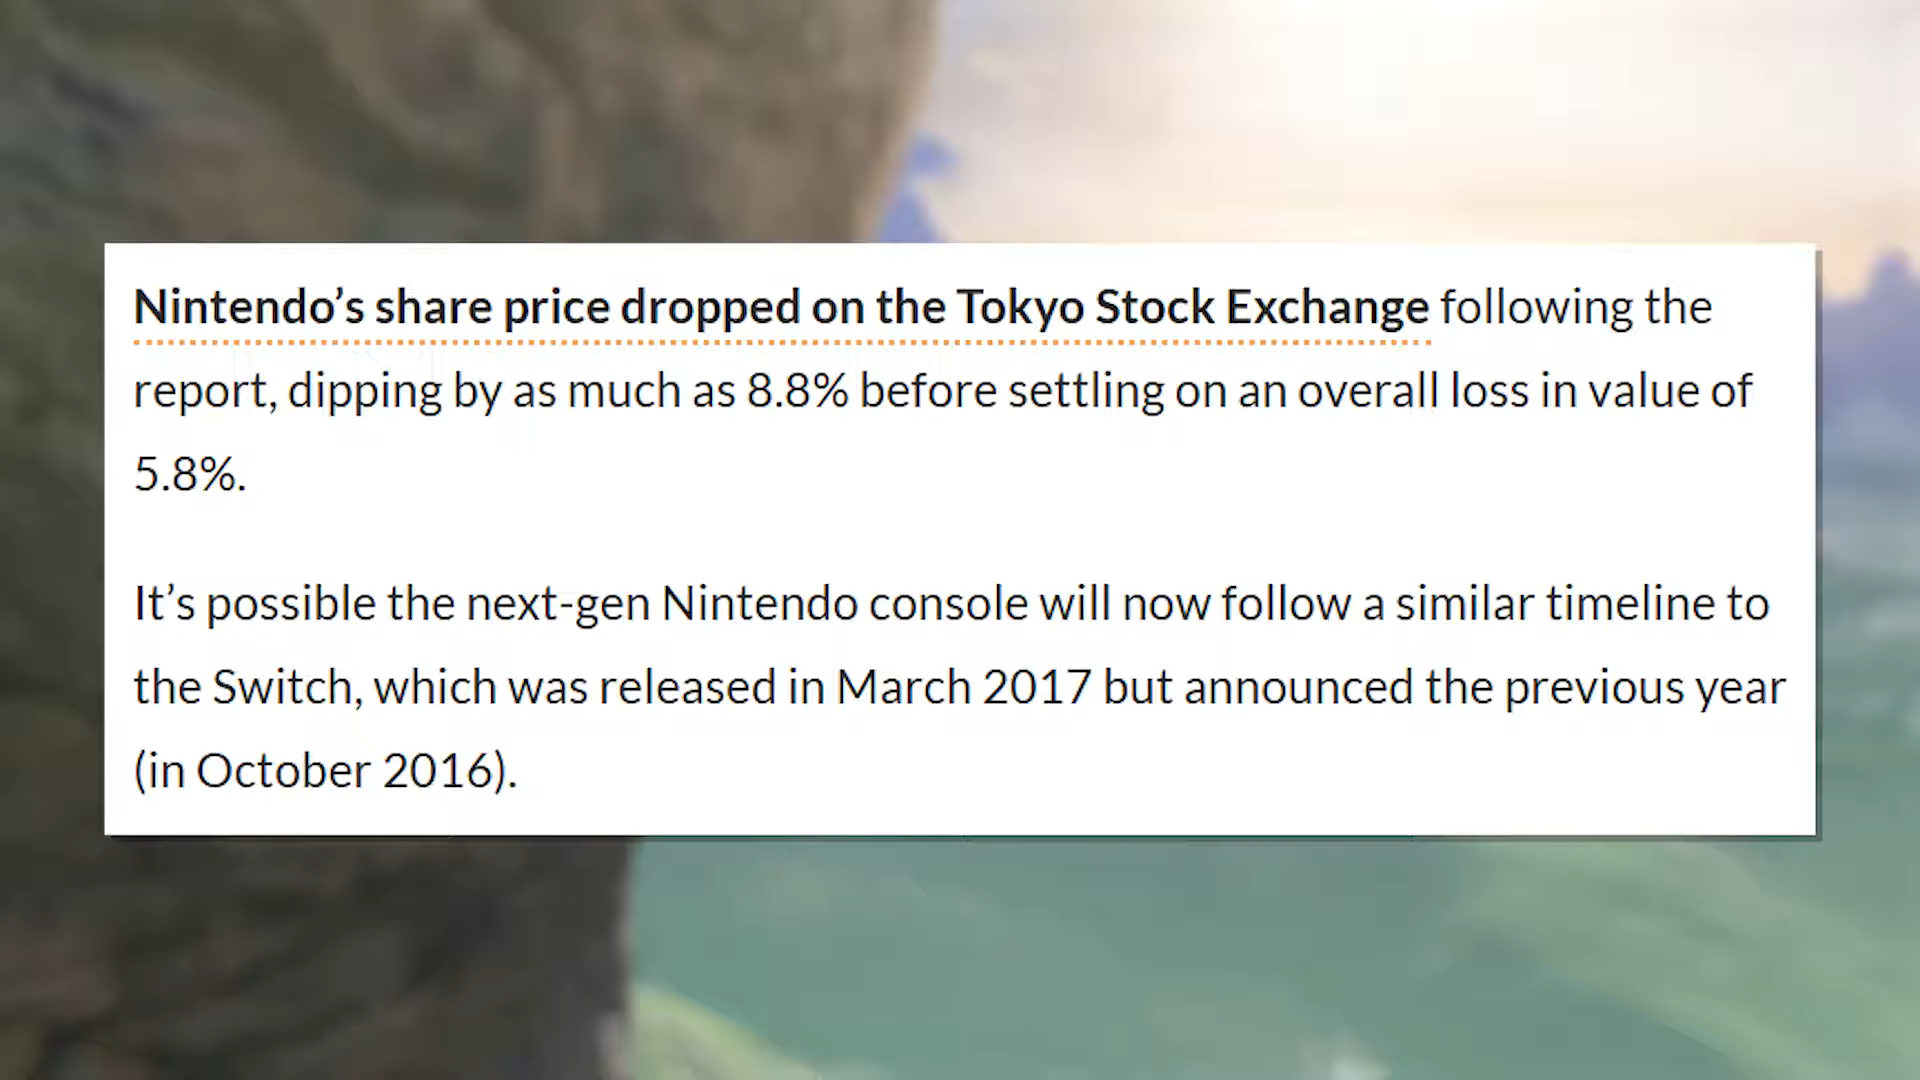 Nintendo’s share price dropped on the Tokyo Stock Exchange following the
report, dipping by as much as 8.8% before settling on an overall loss in value of
5.8%.
It’s possible the next-gen Nintendo console will now follow a similar timeline to
the Switch, which was released in March 2017 but announced the previous year
(in October 2016).